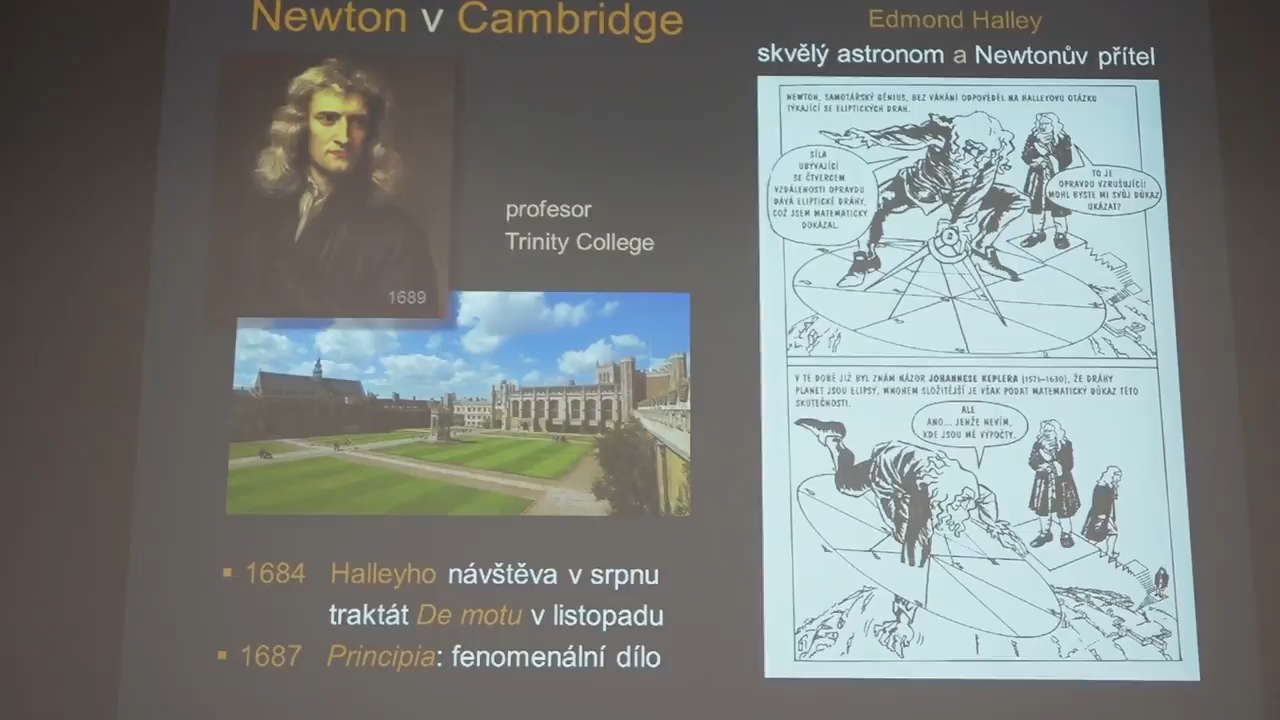 Newton v Cambridge
1689
profesor
Trinity College
▪ 1684 Halleyho návštěva v srpnu
traktát De motu v listopadu
▪ 1687 Principia: fenomenální dílo
Edmond Halley
skvělý astronom a Newtonův přítel
NEWTON, SAMOTÁŘSKÝ GÉNIUS, BEZ VÁHÁNÍ ODPOVĚDĚL NA HALLEYOVU OTÁZKU
TÝKAJÍCÍ SE ELIPTICKÝCH DRAH.
SÍLA
UBÝVAJÍCÍ
SE ČTVERCEM
VZDÁLENOSTI OPRAVDU
DÁVÁ ELIPTICKÉ DRÁHY,
COŽ JSEM MATEMATICKY
DOKÁZAL.
TO JE
OPRAVDU VZRUŠUJÍCÍ!
MOHL BYSTE MI SVŮJ DŮKAZ
UKÁZAT?
V TÉ DOBĚ JIŽ BYL ZNÁM NÁZOR JOHANNESE KEPLERA (1571–1630), ŽE DRÁHY
PLANET JSOU ELIPSY. MNOHEM SLOŽITĚJŠÍ JE VŠAK PODAT MATEMATICKÝ DŮKAZ TÉTO
SKUTEČNOSTI.
ALE
ANO... JENŽE NEVÍM,
KDE JSOU MÉ VÝPOČTY.